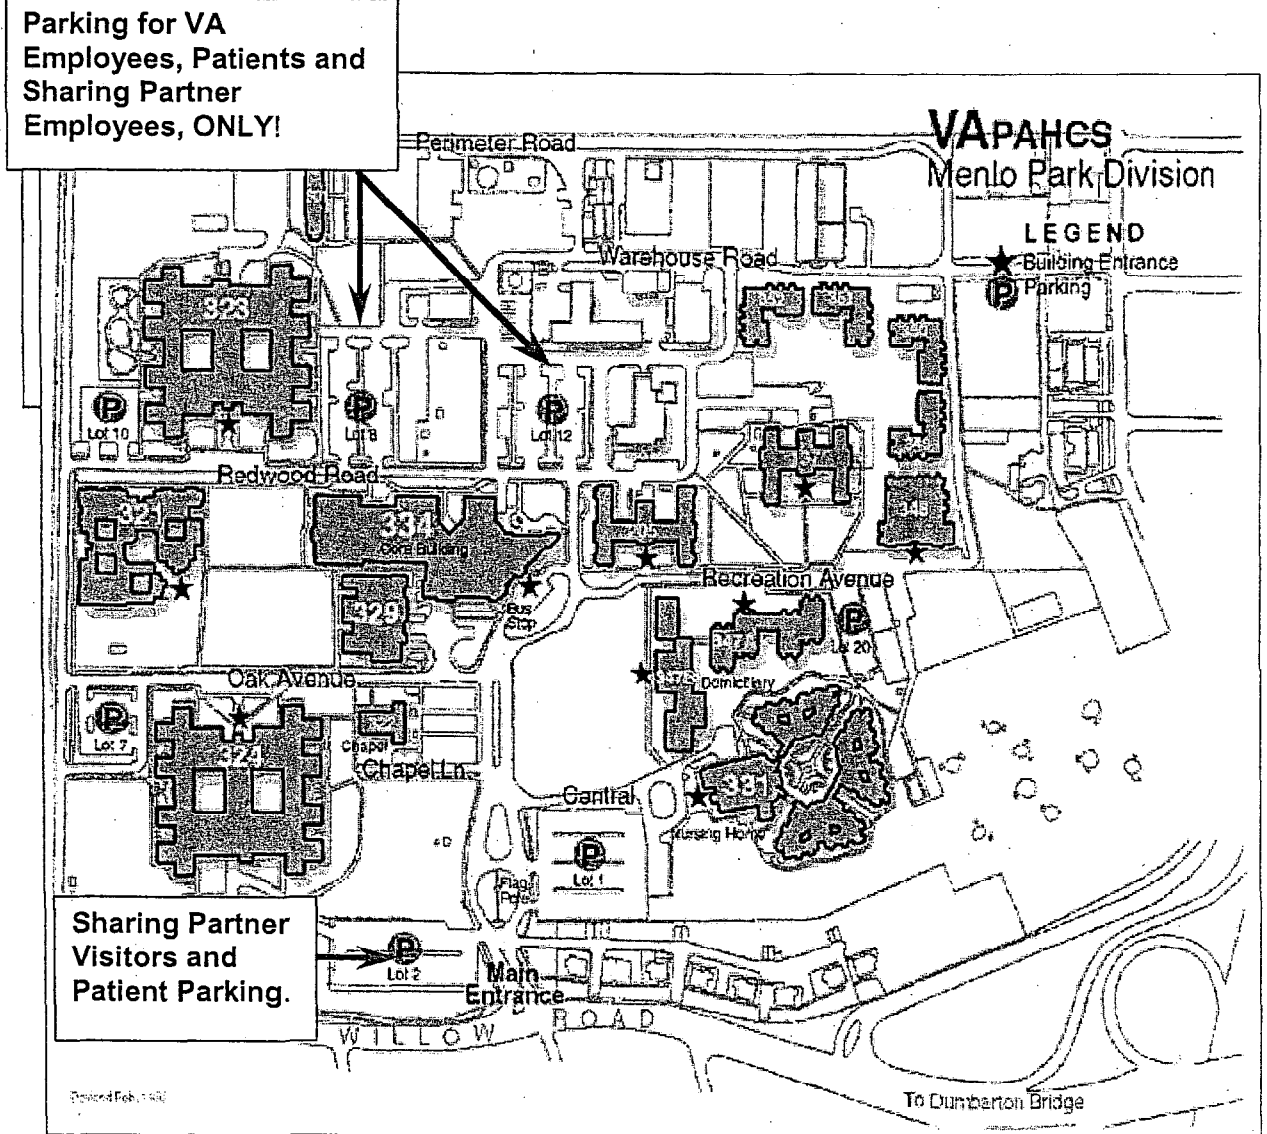 Parking for VA
Employees, Patients and
Sharing Partner
Employees, ONLY!
Perimeter Road
VAPAHCS
Menlo Park Division
LEGEND
Building Entrance
P Parking
Warehouse Road
323
P
Lot 10
P
Lot 8
P
Lot 12
Redwood Road
321
334
Core Building
Recreation Avenue
329
Bus
Stop
P
Lot 20
Domiciliary
Oak Avenue
P
Lot 7
324
Chapel
Chapel Ln.
Central
331
Nursing Home
P
Lot 1
Flag
Pole
Sharing Partner
Visitors and
Patient Parking.
P
Lot 2
Main
Entrance
WILLOW ROAD
To Dumbarton Bridge